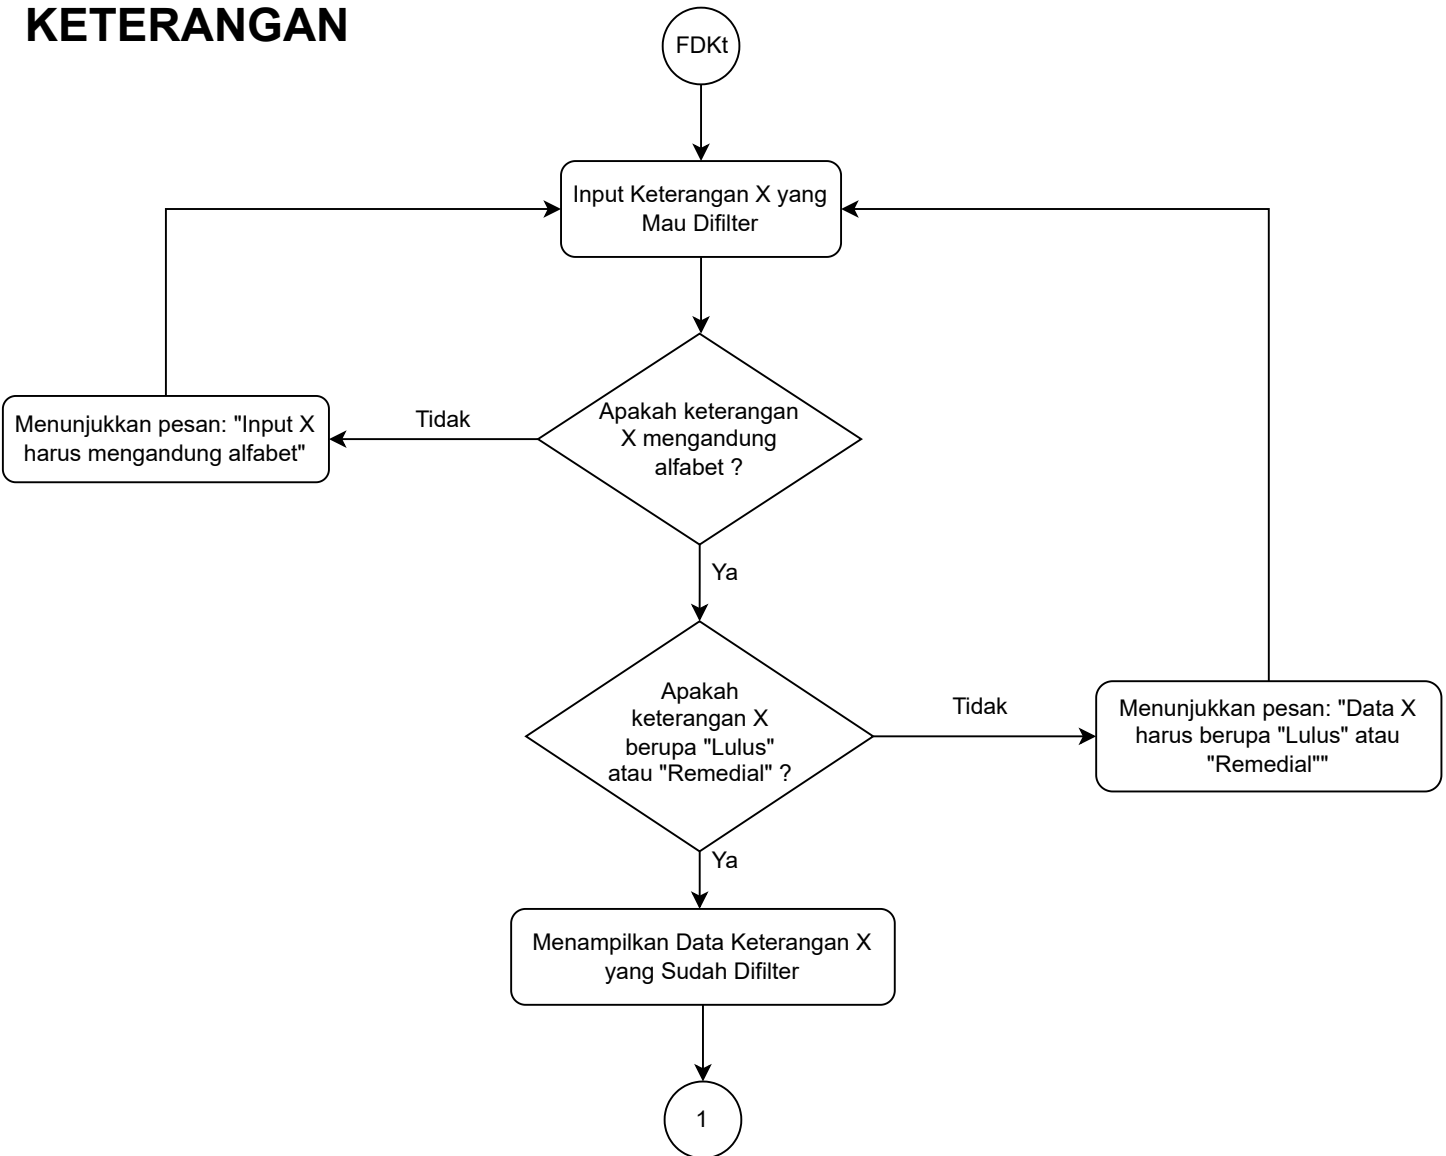 KETERANGAN
FDKt
Input Keterangan X yang
Mau Difilter
Menunjukkan pesan: "Input X
harus mengandung alfabet"
Tidak
Apakah keterangan
X mengandung
alfabet ?
Ya
Apakah
keterangan X
berupa "Lulus"
atau "Remedial" ?
Tidak
Menunjukkan pesan: "Data X
harus berupa "Lulus" atau
"Remedial""
Ya
Menampilkan Data Keterangan X
yang Sudah Difilter
1